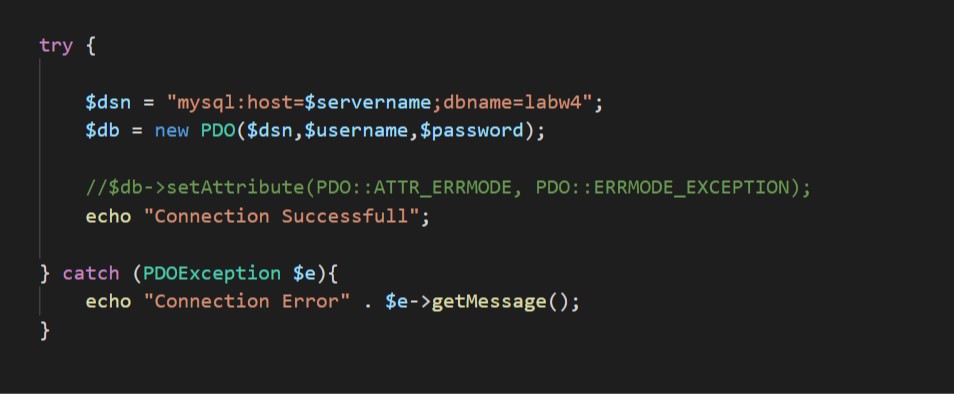 try {
$dsn = "mysql:host=$servername;dbname=labw4";
$db = new PDO($dsn,$username,$password);
//$db->setAttribute(PDO::ATTR_ERRMODE, PDO::ERRMODE_EXCEPTION);
echo "Connection Successfull";
} catch (PDOException $e){
echo "Connection Error" . $e->getMessage();
}